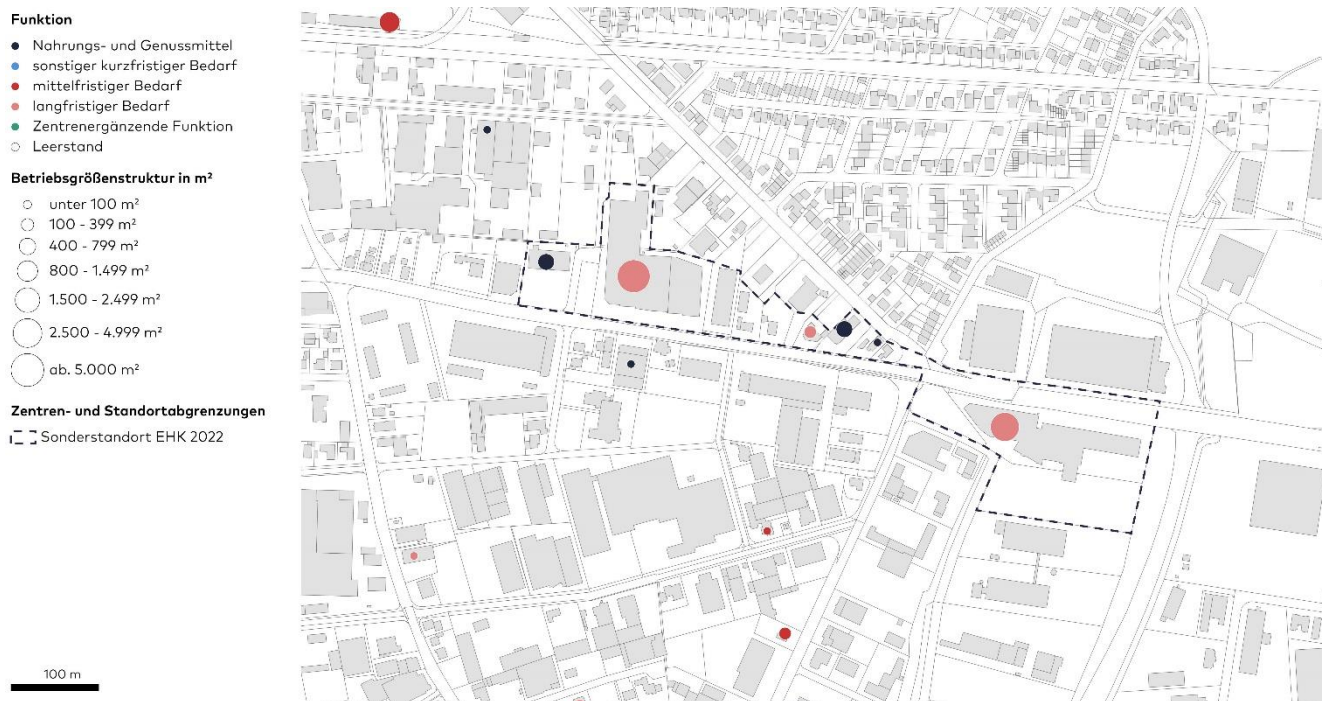 Funktion
Nahrungs- und Genussmittel
sonstiger kurzfristiger Bedarf
mittelfristiger Bedarf
langfristiger Bedarf
Zentrenergänzende Funktion
Leerstand
Betriebsgrößenstruktur in m²
unter 100 m²
100 - 399 m²
400 - 799 m²
800 - 1.499 m²
1.500 - 2.499 m²
2.500 - 4.999 m²
ab. 5.000 m²
Zentren- und Standortabgrenzungen
Sonderstandort EHK 2022
100 m